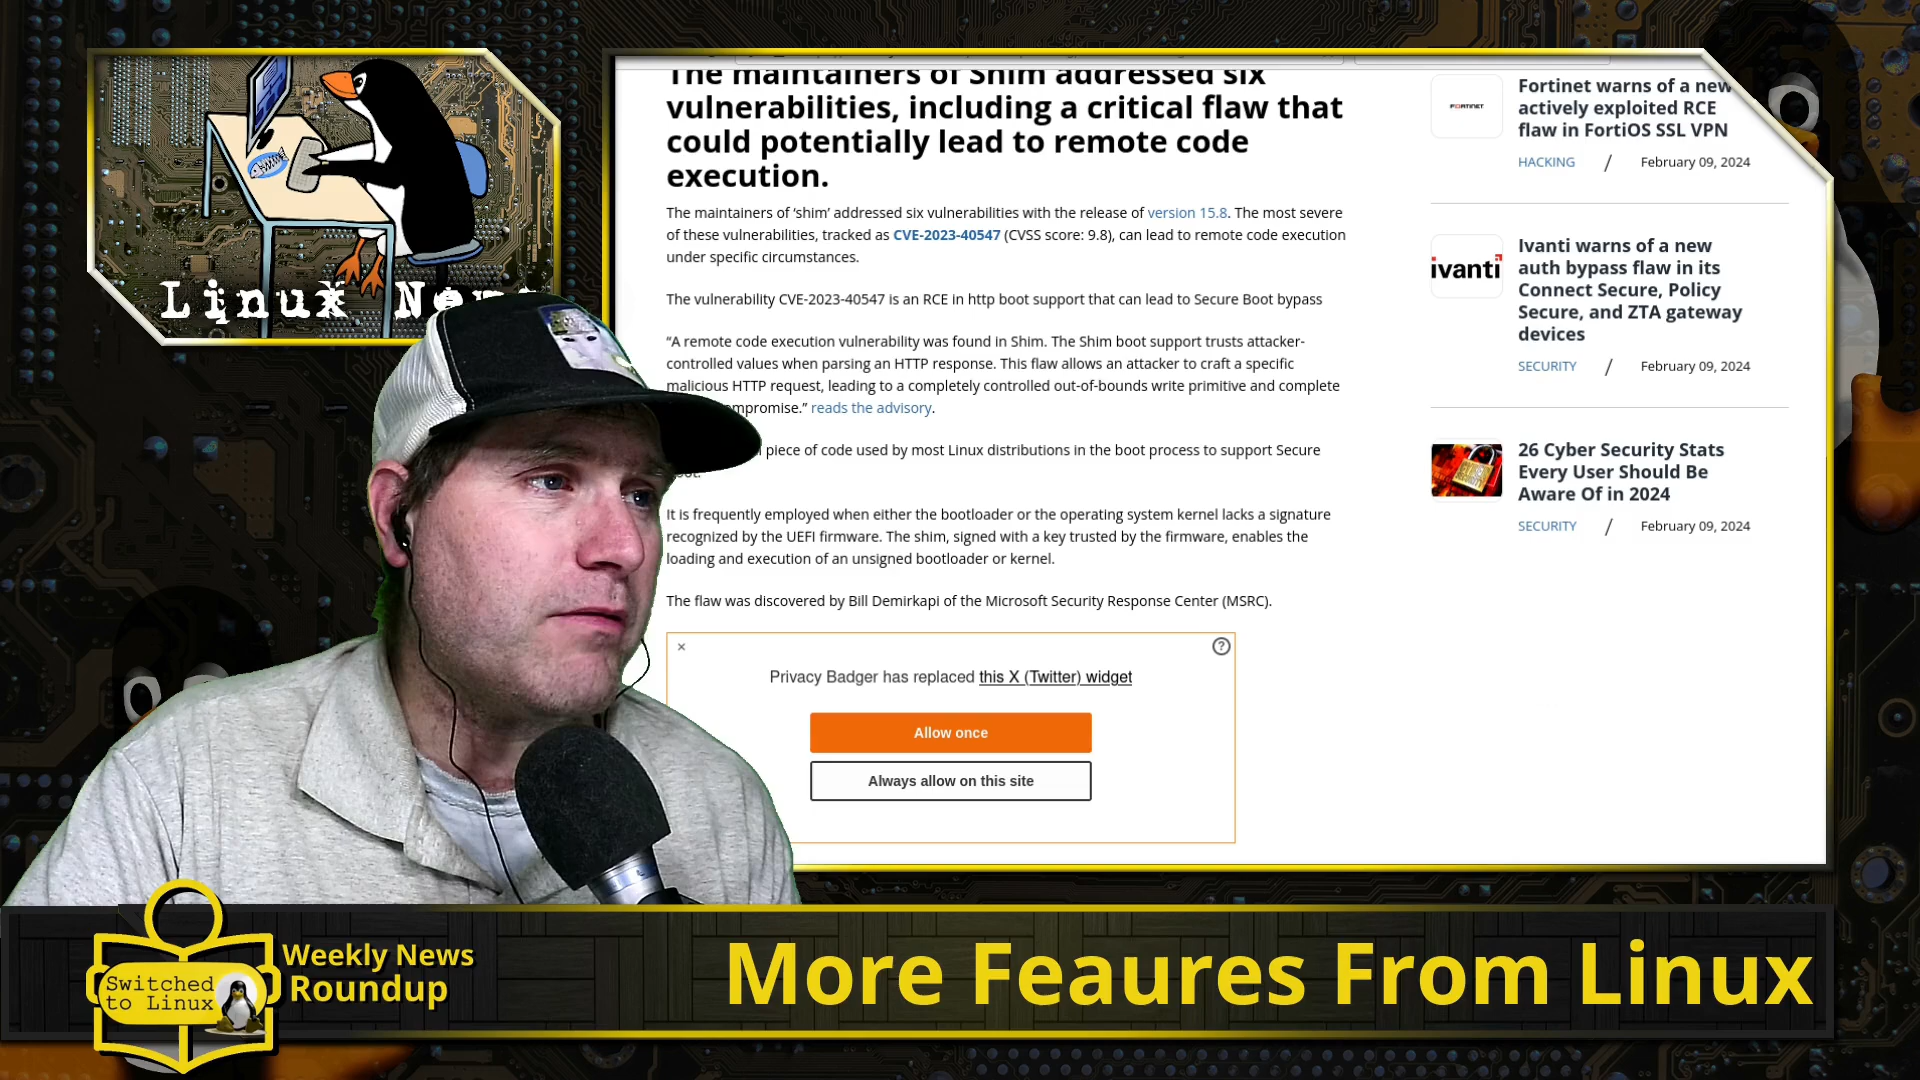 Linux
The maintainers of Shim addressed six
vulnerabilities, including a critical flaw that
could potentially lead to remote code
execution.
The maintainers of ‘shim’ addressed six vulnerabilities with the release of version 15.8. The most severe
of these vulnerabilities, tracked as CVE-2023-40547 (CVSS score: 9.8), can lead to remote code execution
under specific circumstances.
The vulnerability CVE-2023-40547 is an RCE in http boot support that can lead to Secure Boot bypass
“A remote code execution vulnerability was found in Shim. The Shim boot support trusts attacker-
controlled values when parsing an HTTP response. This flaw allows an attacker to craft a specific
malicious HTTP request, leading to a completely controlled out-of-bounds write primitive and complete
reads the advisory.
piece of code used by most Linux distributions in the boot process to support Secure
It is frequently employed when either the bootloader or the operating system kernel lacks a signature
recognized by the UEFI firmware. The shim, signed with a key trusted by the firmware, enables the
loading and execution of an unsigned bootloader or kernel.
The flaw was discovered by Bill Demirkapi of the Microsoft Security Response Center (MSRC).
× ?
Privacy Badger has replaced this X (Twitter) widget
Allow once
Always allow on this site
FORTINET
Fortinet warns of a new
actively exploited RCE
flaw in FortiOS SSL VPN
HACKING / February 09, 2024
ivanti
Ivanti warns of a new
auth bypass flaw in its
Connect Secure, Policy
Secure, and ZTA gateway
devices
SECURITY / February 09, 2024
26 Cyber Security Stats
Every User Should Be
Aware Of in 2024
SECURITY / February 09, 2024
Switched
to Linux
Weekly News
Roundup
More Feaures From Linux